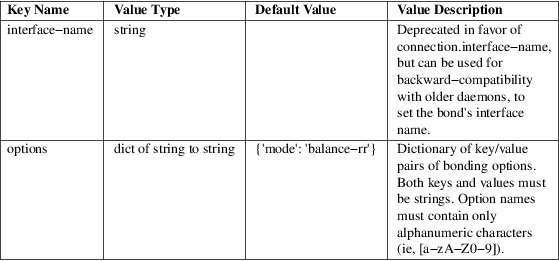 Key Name Value Type Default Value Value Description
interface−name string Deprecated in favor of
connection.interface−name,
but can be used for
backward−compatibility
with older daemons, to
set the bond's interface
name.
options dict of string to string {'mode': 'balance−rr'} Dictionary of key/value
pairs of bonding options.
Both keys and values must
be strings. Option names
must contain only
alphanumeric characters
(ie, [a−zA−Z0−9]).